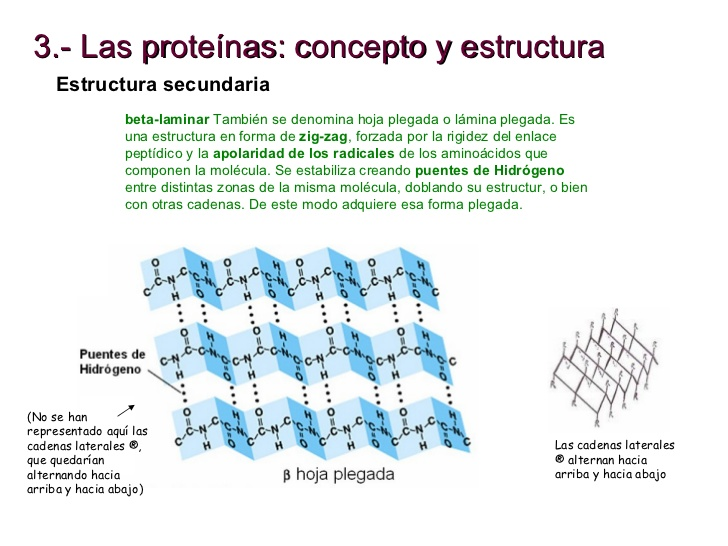 3.- Las proteínas: concepto y estructura
Estructura secundaria
beta-laminar También se denomina hoja plegada o lámina plegada. Es
una estructura en forma de zig-zag, forzada por la rigidez del enlace
peptídico y la apolaridad de los radicales de los aminoácidos que
componen la molécula. Se estabiliza creando puentes de Hidrógeno
entre distintas zonas de la misma molécula, doblando su estructur, o bien
con otras cadenas. De este modo adquiere esa forma plegada.
Puentes de
Hidrógeno
(No se han
representado aquí las
cadenas laterales ®,
que quedarían
alternando hacia
arriba y hacia abajo)
β hoja plegada
Las cadenas laterales
® alternan hacia
arriba y hacia abajo